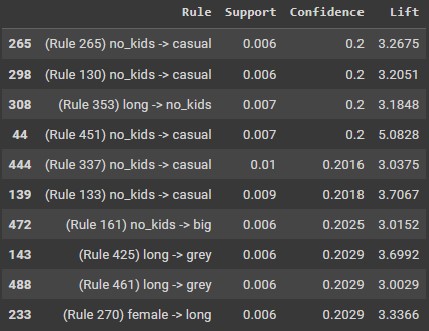 Rule Support Confidence Lift
265 (Rule 265) no_kids -> casual 0.006 0.2 3.2675
298 (Rule 130) no_kids -> casual 0.006 0.2 3.2051
308 (Rule 353) long -> no_kids 0.007 0.2 3.1848
44 (Rule 451) no_kids -> casual 0.007 0.2 5.0828
444 (Rule 337) no_kids -> casual 0.01 0.2016 3.0375
139 (Rule 133) no_kids -> casual 0.009 0.2018 3.7067
472 (Rule 161) no_kids -> big 0.006 0.2025 3.0152
143 (Rule 425) long -> grey 0.006 0.2029 3.6992
488 (Rule 461) long -> grey 0.006 0.2029 3.0029
233 (Rule 270) female -> long 0.006 0.2029 3.3366